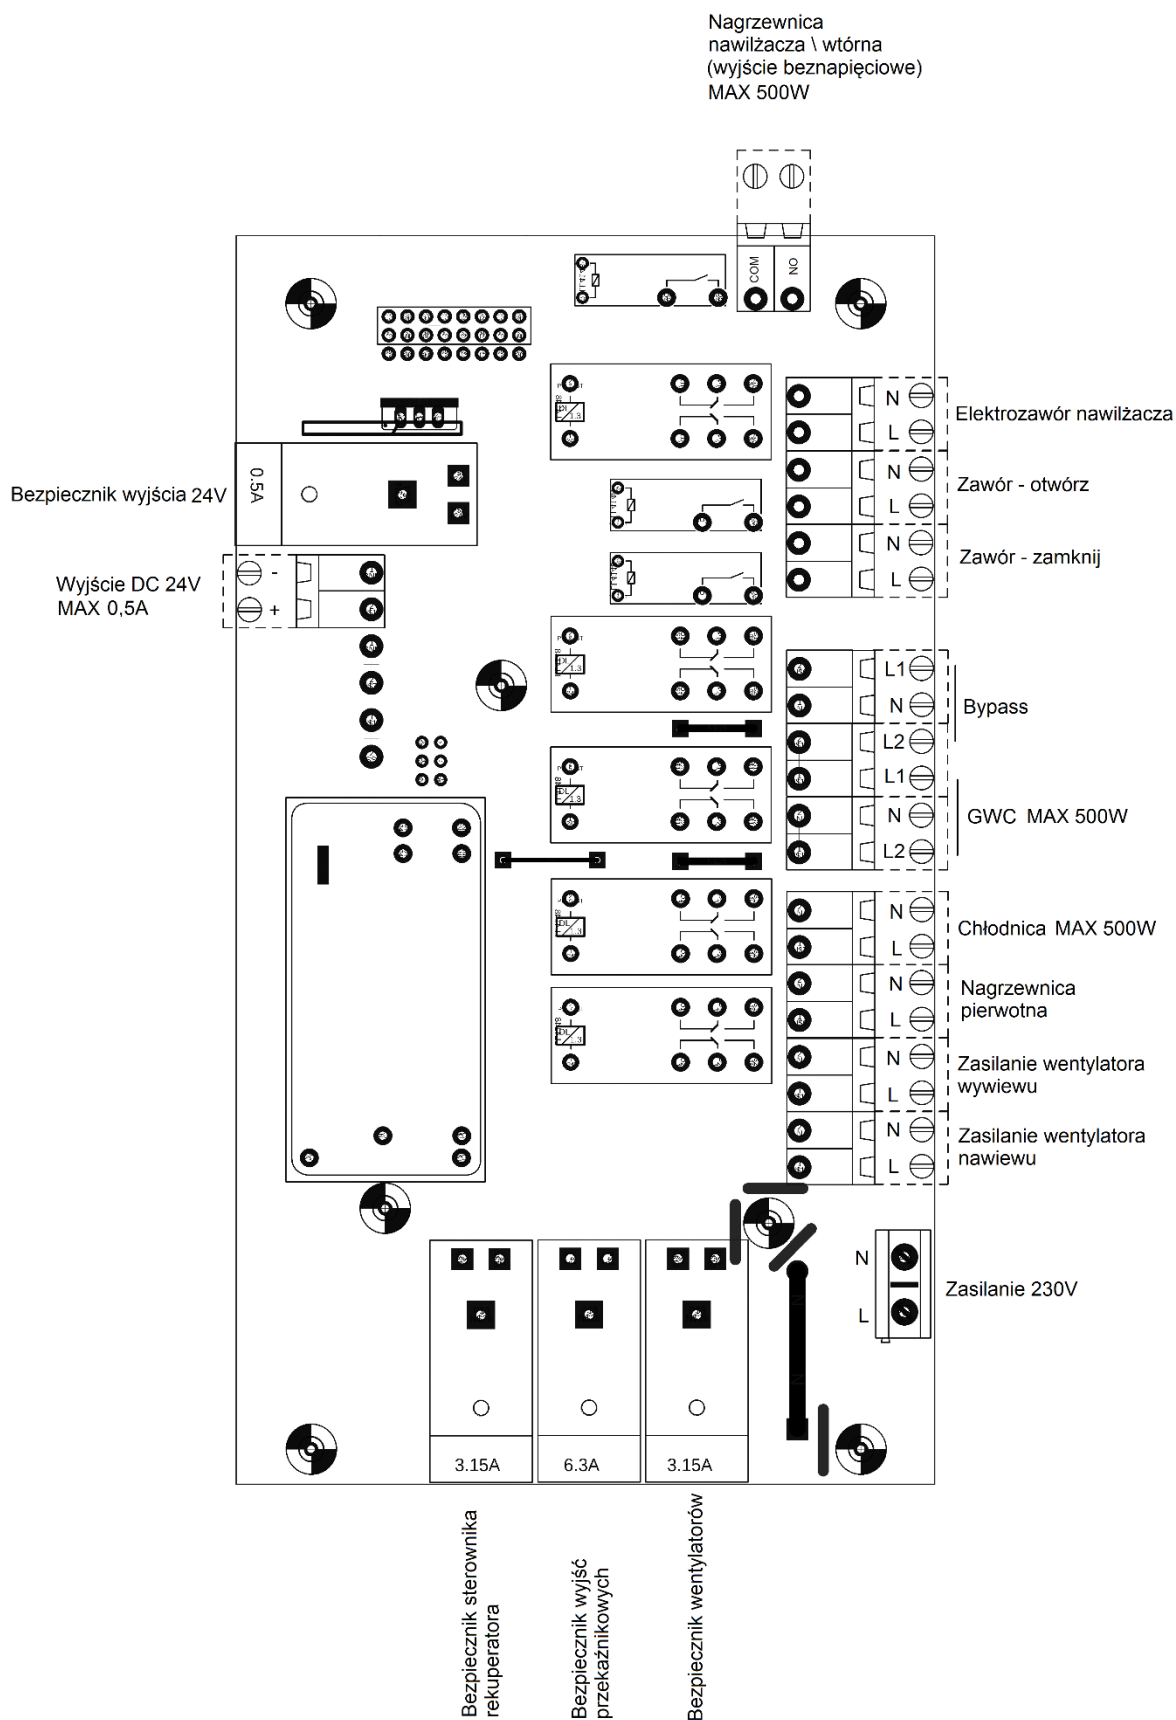 Nagrzewnica
nawilżacza \ wtórna
(wyjście beznapięciowe)
MAX 500W
COM
NO
N
L
Elektrozawór nawilżacza
N
L
Zawór - otwórz
N
L
Zawór - zamknij
0.5A
Bezpiecznik wyjścia 24V
-
+
Wyjście DC 24V
MAX 0,5A
L1
N
L2
Bypass
L1
N
L2
GWC MAX 500W
N
L
Chłodnica MAX 500W
N
L
Nagrzewnica
pierwotna
N
L
Zasilanie wentylatora
wywiewu
N
L
Zasilanie wentylatora
nawiewu
N
L
Zasilanie 230V
3.15A
6.3A
3.15A
Bezpiecznik sterownika
rekuperatora
Bezpiecznik wyjść
przekaźnikowych
Bezpiecznik wentylatorów